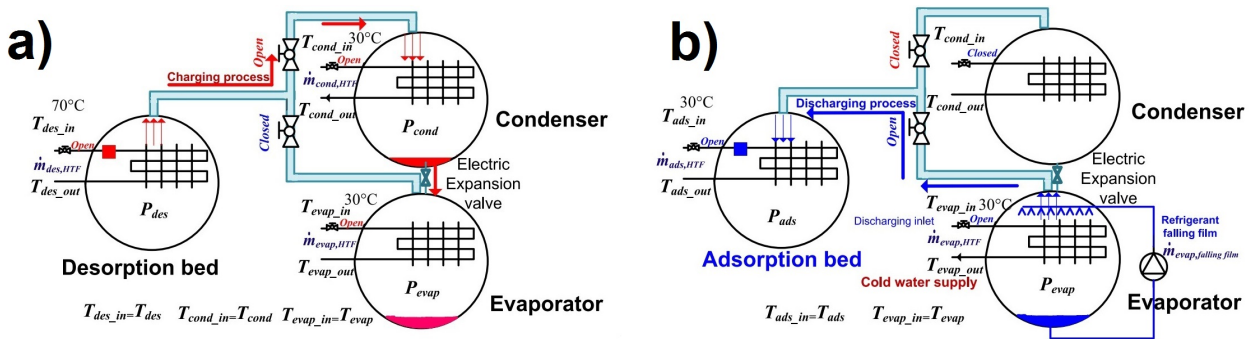 a)
Open
T_cond_in
30°C
Open
ṁ_cond,HTF
T_cond_out
P_cond
Condenser
Charging process
Closed
70°C
T_des_in
Open
ṁ_des,HTF
T_des_out
P_des
Desorption bed
Electric
Expansion
valve
T_evap_in
30°C
Open
ṁ_evap,HTF
T_evap_out
P_evap
Evaporator
T_des_in=T_des
T_cond_in=T_cond
T_evap_in=T_evap
b)
Closed
T_cond_in
Closed
T_cond_out
Condenser
Discharging process
Open
30°C
T_ads_in
Open
ṁ_ads,HTF
T_ads_out
P_ads
Adsorption bed
Electric
Expansion
valve
T_evap_in
30°C
Discharging inlet
Open
ṁ_evap,HTF
T_evap_out
Cold water supply
P_evap
Refrigerant
falling film
ṁ_evap,falling film
Evaporator
T_ads_in=T_ads
T_evap_in=T_evap